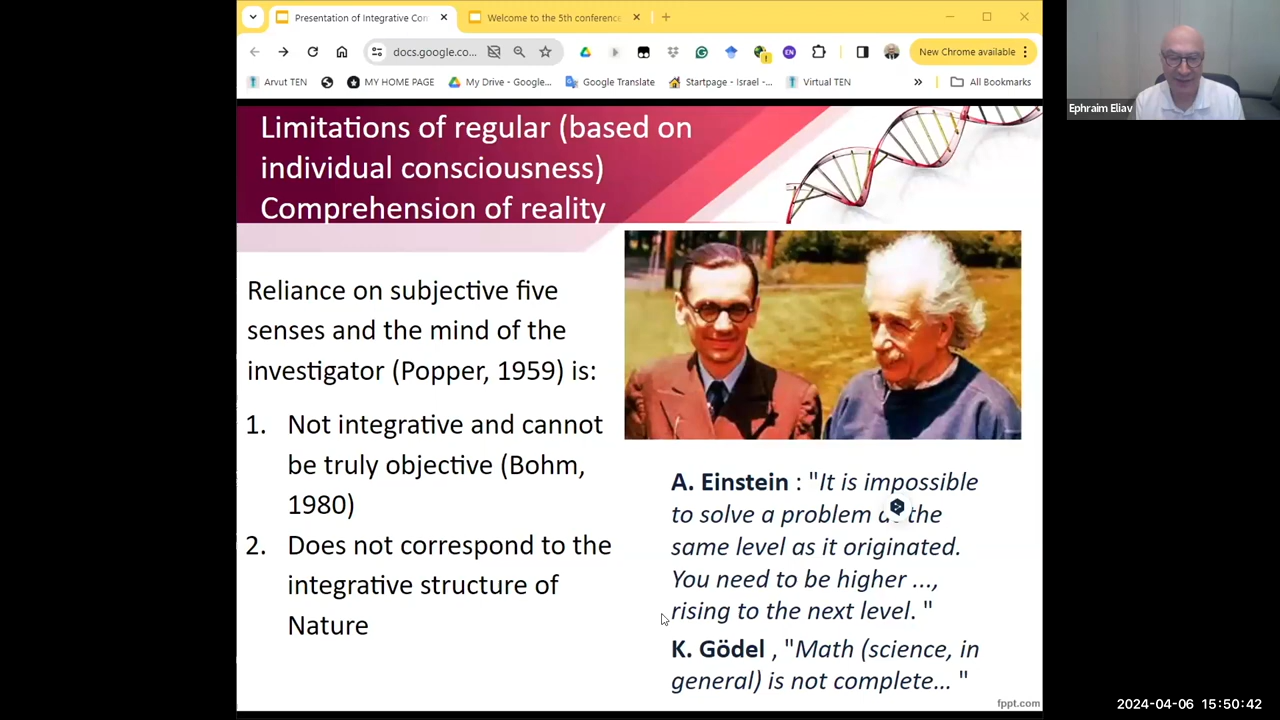 Presentation of Integrative Con
Welcome to the 5th conference
docs.google.co...
EN
New Chrome available
Arvut TEN
MY HOME PAGE
My Drive - Google...
Google Translate
Startpage - Israel -...
Virtual TEN
»
All Bookmarks
Ephraim Eliav
Limitations of regular (based on
individual consciousness)
Comprehension of reality
Reliance on subjective five
senses and the mind of the
investigator (Popper, 1959) is:
1. Not integrative and cannot
be truly objective (Bohm,
1980)
2. Does not correspond to the
integrative structure of
Nature
A. Einstein : "It is impossible
to solve a problem the
same level as it originated.
You need to be higher ...,
rising to the next level. "
K. Gödel , "Math (science, in
general) is not complete... "
fppt.com
2024-04-06 15:50:42